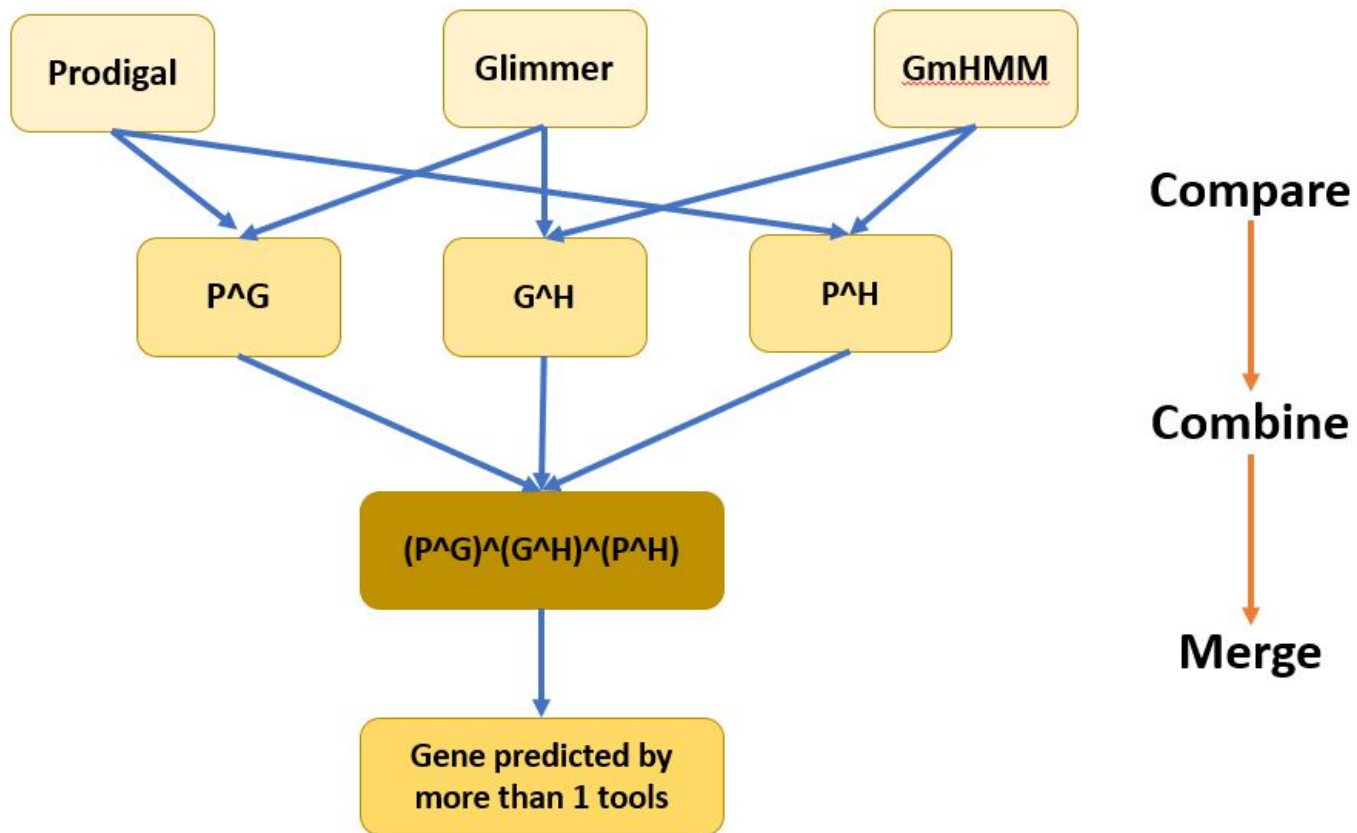 Prodigal
Glimmer
GmHMM
Compare
P^G
G^H
P^H
Combine
(P^G)^(G^H)^(P^H)
Merge
Gene predicted by
more than 1 tools